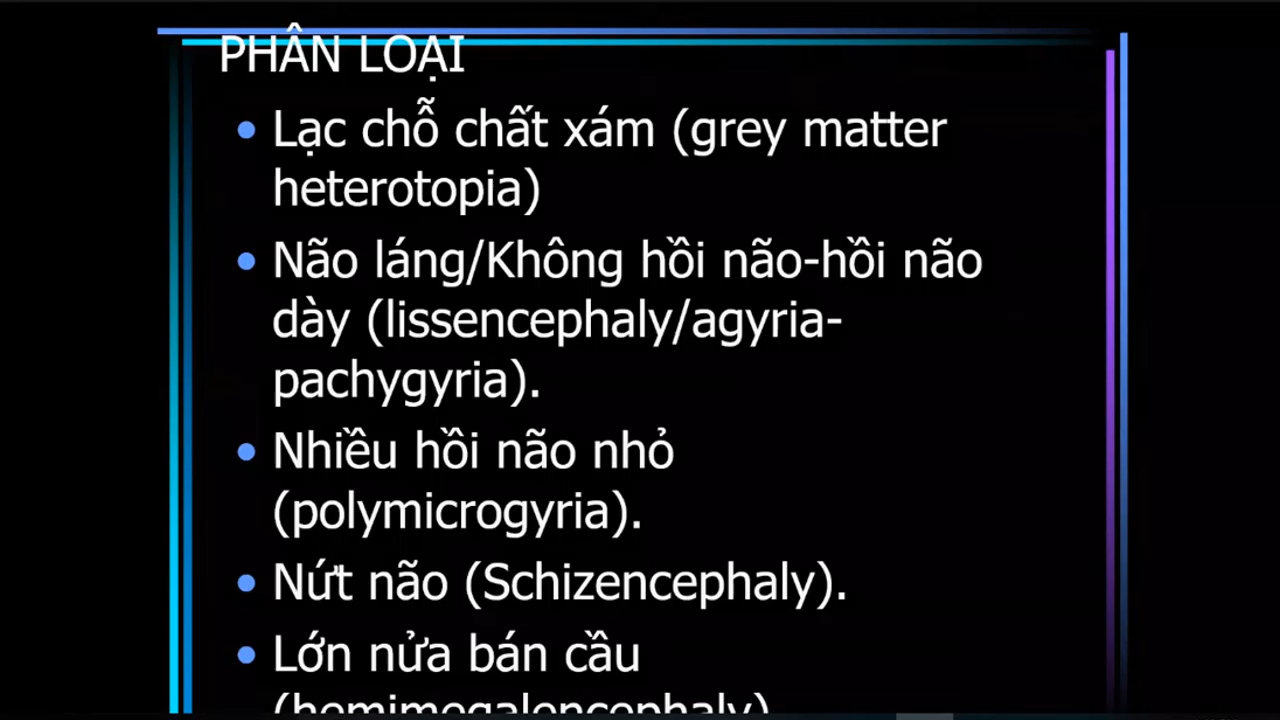 PHÂN LOẠI
Lạc chỗ chất xám (grey matter
heterotopia)
Não láng/Không hồi não-hồi não
dày (lissencephaly/agyria-
pachygyria).
Nhiều hồi não nhỏ
(polymicrogyria).
Nứt não (Schizencephaly).
Lớn nửa bán cầu
(hemimegalencephaly)